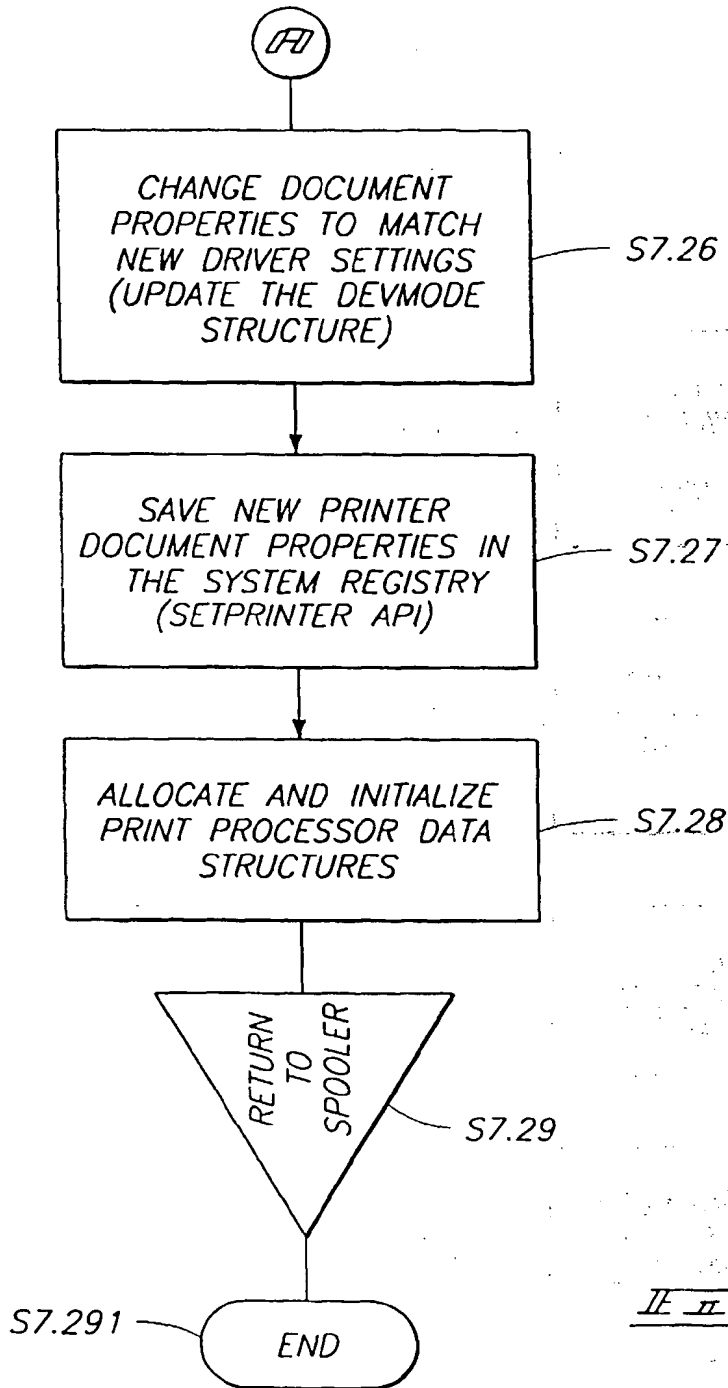 A
CHANGE DOCUMENT
PROPERTIES TO MATCH
NEW DRIVER SETTINGS
(UPDATE THE DEVMODE
STRUCTURE)
S7.26
SAVE NEW PRINTER
DOCUMENT PROPERTIES IN
THE SYSTEM REGISTRY
(SETPRINTER API)
S7.27
ALLOCATE AND INITIALIZE
PRINT PROCESSOR DATA
STRUCTURES
S7.28
RETURN
TO
SPOOLER
S7.29
S7.291
END